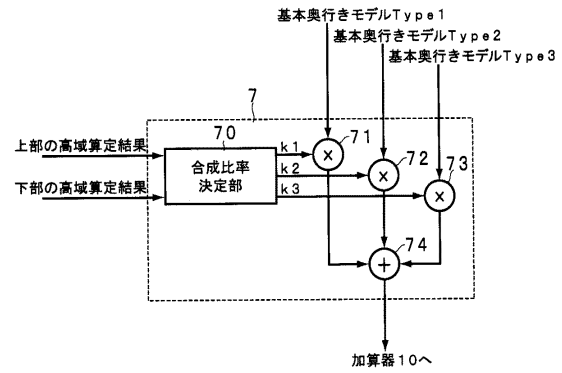 基本奥行きモデルType1
基本奥行きモデルType2
基本奥行きモデルType3
7
70
71
上部の高域算定結果
合成比率
決定部
k1
×
72
k2
×
73
下部の高域算定結果
k3
×
74
+
加算器10へ